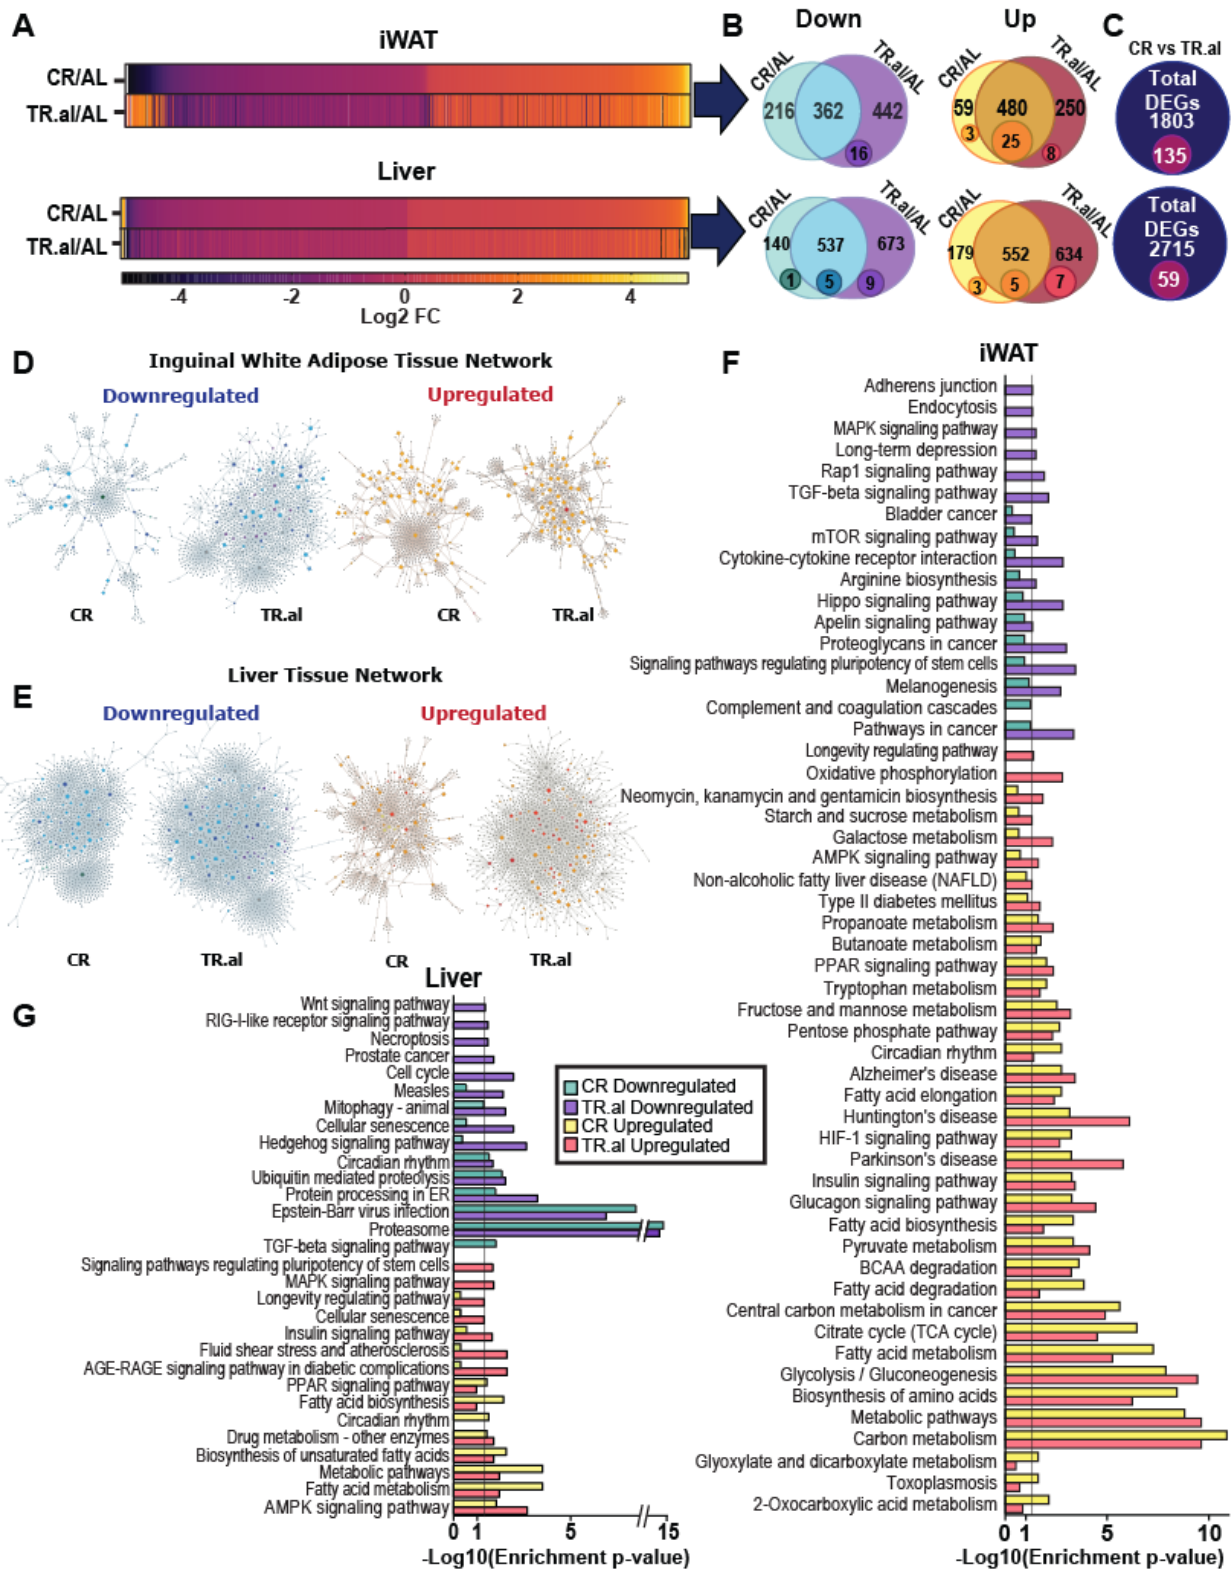 A
iWAT
CR/AL
TR.al/AL
Liver
CR/AL
TR.al/AL
-4 -2 0 2 4
Log2 FC
B
Down
Up
CR/AL
TR.al/AL
216 362 442
16
CR/AL
TR.al/AL
59 480 250
3 25 8
CR/AL
TR.al/AL
140 537 673
1 5 9
CR/AL
TR.al/AL
179 552 634
3 5 7
C
CR vs TR.al
Total
DEGs
1803
135
Total
DEGs
2715
59
D
Inguinal White Adipose Tissue Network
Downregulated
Upregulated
CR
TR.al
CR
TR.al
E
Liver Tissue Network
Downregulated
Upregulated
CR
TR.al
CR
TR.al
F
iWAT
Adherens junction
Endocytosis
MAPK signaling pathway
Long-term depression
Rap1 signaling pathway
TGF-beta signaling pathway
Bladder cancer
mTOR signaling pathway
Cytokine-cytokine receptor interaction
Arginine biosynthesis
Hippo signaling pathway
Apelin signaling pathway
Proteoglycans in cancer
Signaling pathways regulating pluripotency of stem cells
Melanogenesis
Complement and coagulation cascades
Pathways in cancer
Longevity regulating pathway
Oxidative phosphorylation
Neomycin, kanamycin and gentamicin biosynthesis
Starch and sucrose metabolism
Galactose metabolism
AMPK signaling pathway
Non-alcoholic fatty liver disease (NAFLD)
Type II diabetes mellitus
Propanoate metabolism
Butanoate metabolism
PPAR signaling pathway
Tryptophan metabolism
Fructose and mannose metabolism
Pentose phosphate pathway
Circadian rhythm
Alzheimer's disease
Fatty acid elongation
Huntington's disease
HIF-1 signaling pathway
Parkinson's disease
Insulin signaling pathway
Glucagon signaling pathway
Fatty acid biosynthesis
Pyruvate metabolism
BCAA degradation
Fatty acid degradation
Central carbon metabolism in cancer
Citrate cycle (TCA cycle)
Fatty acid metabolism
Glycolysis / Gluconeogenesis
Biosynthesis of amino acids
Metabolic pathways
Carbon metabolism
Glyoxylate and dicarboxylate metabolism
Toxoplasmosis
2-Oxocarboxylic acid metabolism
0 1 5 10
-Log10(Enrichment p-value)
G
Liver
Wnt signaling pathway
RIG-I-like receptor signaling pathway
Necroptosis
Prostate cancer
Cell cycle
Measles
Mitophagy - animal
Cellular senescence
Hedgehog signaling pathway
Circadian rhythm
Ubiquitin mediated proteolysis
Protein processing in ER
Epstein-Barr virus infection
Proteasome
TGF-beta signaling pathway
Signaling pathways regulating pluripotency of stem cells
MAPK signaling pathway
Longevity regulating pathway
Cellular senescence
Insulin signaling pathway
Fluid shear stress and atherosclerosis
AGE-RAGE signaling pathway in diabetic complications
PPAR signaling pathway
Fatty acid biosynthesis
Circadian rhythm
Drug metabolism - other enzymes
Biosynthesis of unsaturated fatty acids
Metabolic pathways
Fatty acid metabolism
AMPK signaling pathway
0 1 5 15
-Log10(Enrichment p-value)
CR Downregulated
TR.al Downregulated
CR Upregulated
TR.al Upregulated